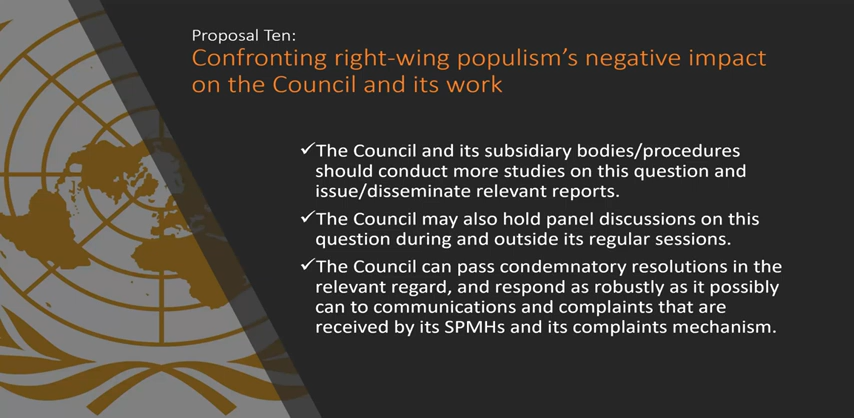 Proposal Ten:
Confronting right-wing populism’s negative impact
on the Council and its work
✓The Council and its subsidiary bodies/procedures
should conduct more studies on this question and
issue/disseminate relevant reports.
✓The Council may also hold panel discussions on this
question during and outside its regular sessions.
✓The Council can pass condemnatory resolutions in the
relevant regard, and respond as robustly as it possibly
can to communications and complaints that are
received by its SPMHs and its complaints mechanism.